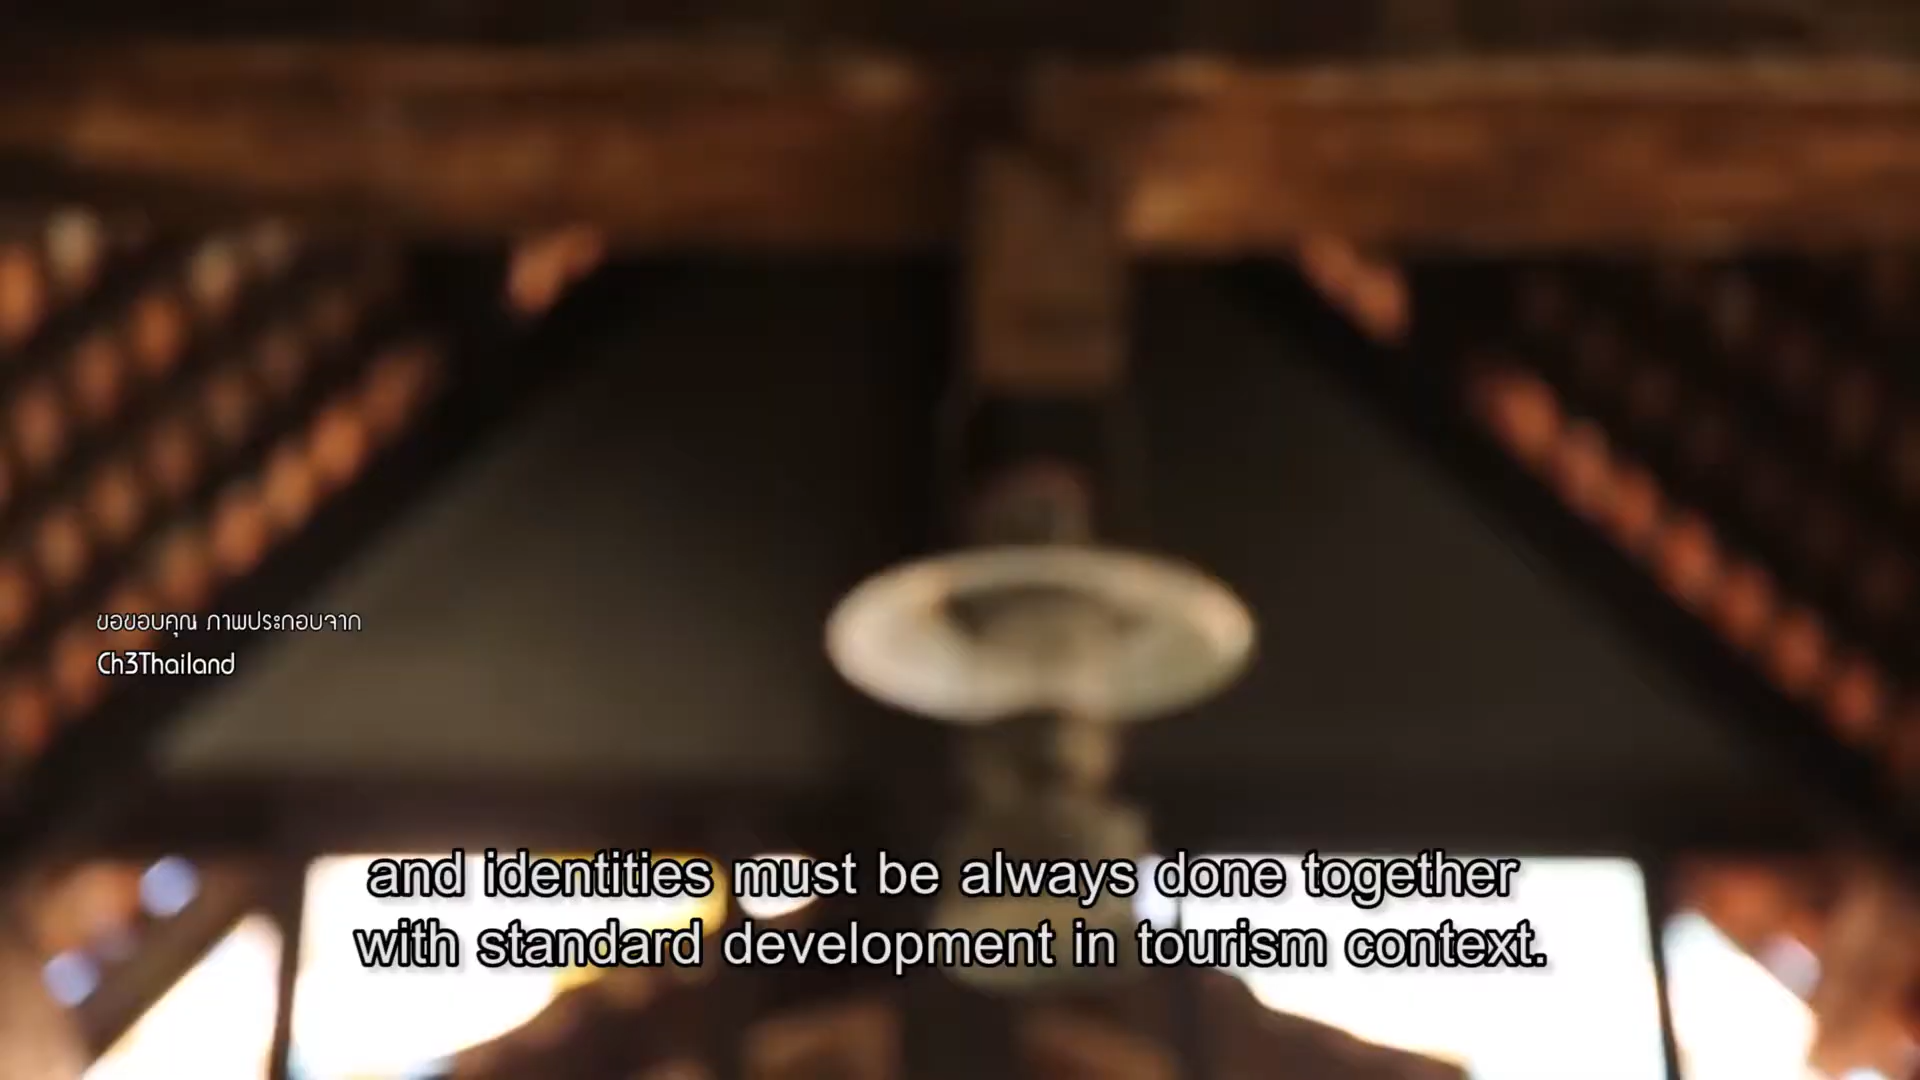 ขอขอบคุณ ภาพประกอบจาก
Ch3Thailand
and identities must be always done together
with standard development in tourism context.